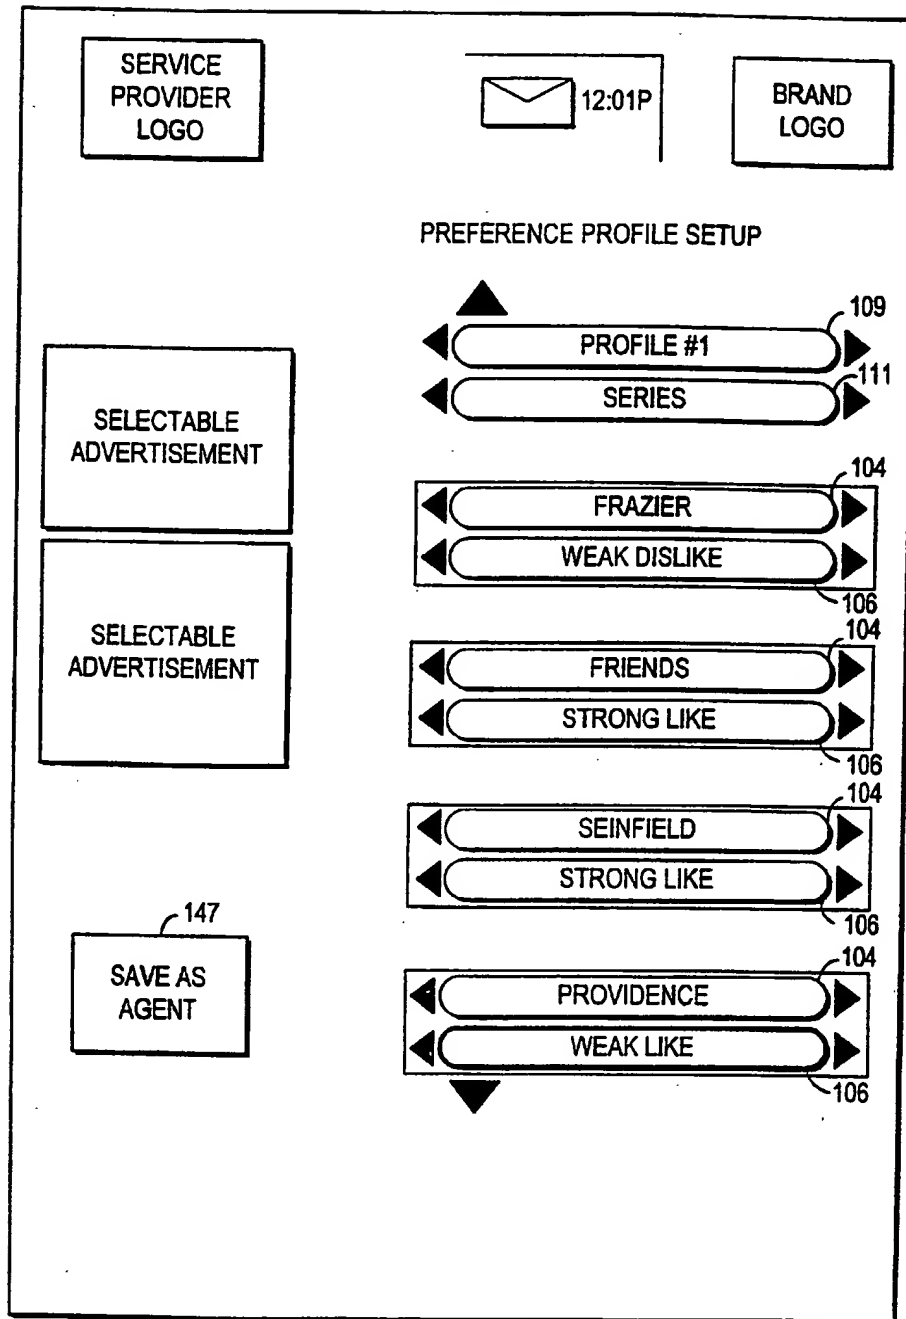 SERVICE
PROVIDER
LOGO
12:01P
BRAND
LOGO
PREFERENCE PROFILE SETUP
109
PROFILE #1
111
SERIES
SELECTABLE
ADVERTISEMENT
104
FRAZIER
WEAK DISLIKE
106
SELECTABLE
ADVERTISEMENT
104
FRIENDS
STRONG LIKE
106
104
SEINFIELD
STRONG LIKE
106
147
SAVE AS
AGENT
104
PROVIDENCE
WEAK LIKE
106